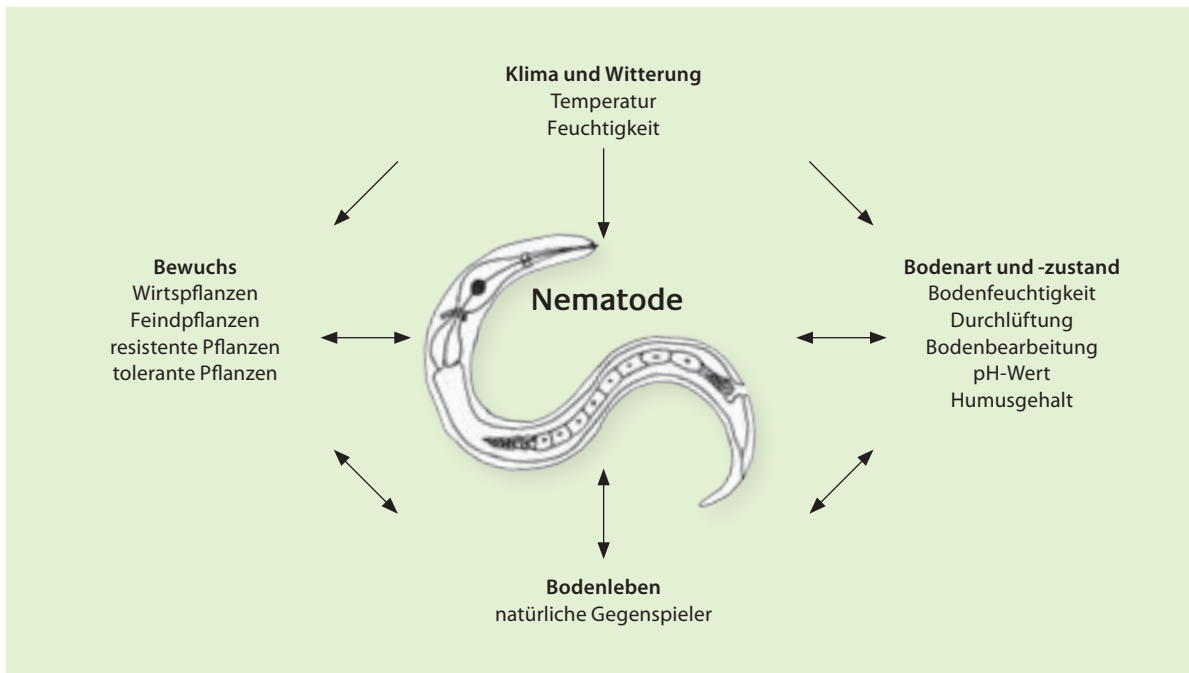 Klima und Witterung
Temperatur
Feuchtigkeit
Bewuchs
Wirtspflanzen
Feindpflanzen
resistente Pflanzen
tolerante Pflanzen
Nematode
Bodenart und -zustand
Bodenfeuchtigkeit
Durchlüftung
Bodenbearbeitung
pH-Wert
Humusgehalt
Bodenleben
natürliche Gegenspieler